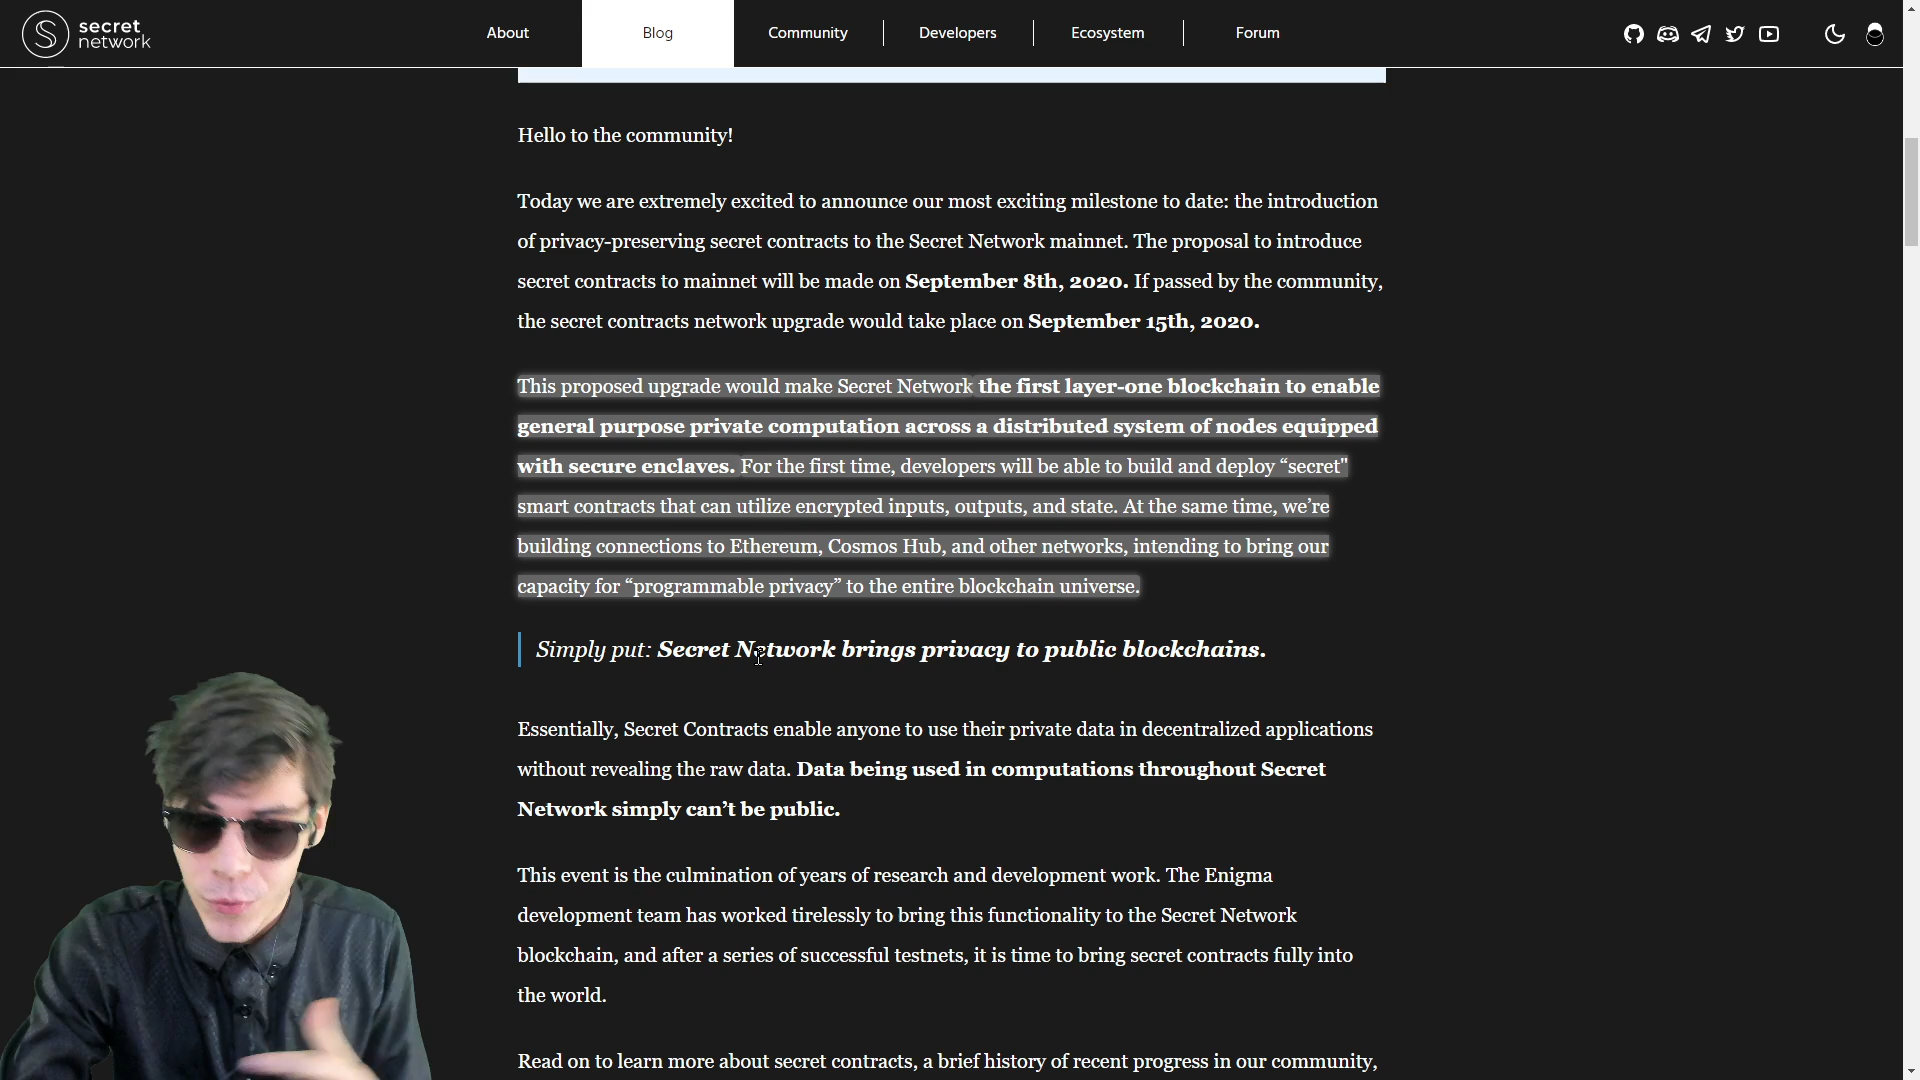 secret
network
About
Blog
Community
Developers
Ecosystem
Forum
Hello to the community!
Today we are extremely excited to announce our most exciting milestone to date: the introduction
of privacy-preserving secret contracts to the Secret Network mainnet. The proposal to introduce
secret contracts to mainnet will be made on September 8th, 2020. If passed by the community,
the secret contracts network upgrade would take place on September 15th, 2020.
This proposed upgrade would make Secret Network the first layer-one blockchain to enable
general purpose private computation across a distributed system of nodes equipped
with secure enclaves. For the first time, developers will be able to build and deploy “secret"
smart contracts that can utilize encrypted inputs, outputs, and state. At the same time, we’re
building connections to Ethereum, Cosmos Hub, and other networks, intending to bring our
capacity for “programmable privacy” to the entire blockchain universe.
Simply put: Secret Network brings privacy to public blockchains.
Essentially, Secret Contracts enable anyone to use their private data in decentralized applications
without revealing the raw data. Data being used in computations throughout Secret
Network simply can’t be public.
This event is the culmination of years of research and development work. The Enigma
development team has worked tirelessly to bring this functionality to the Secret Network
blockchain, and after a series of successful testnets, it is time to bring secret contracts fully into
the world.
Read on to learn more about secret contracts, a brief history of recent progress in our community,